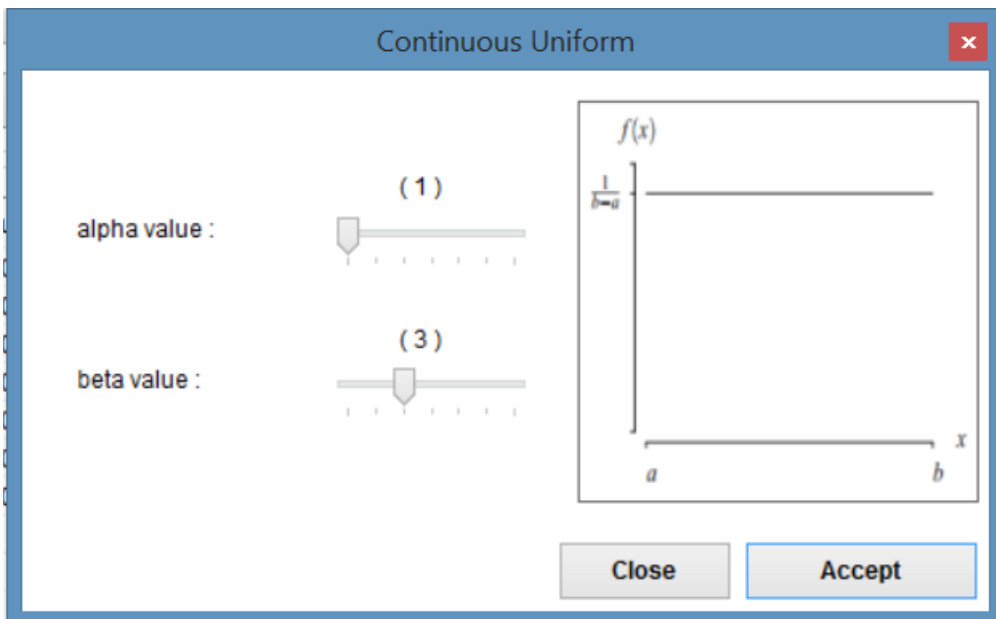 Continuous Uniform
x
( 1 )
alpha value :
( 3 )
beta value :
f(x)
1
b-a
x
a
b
Close
Accept